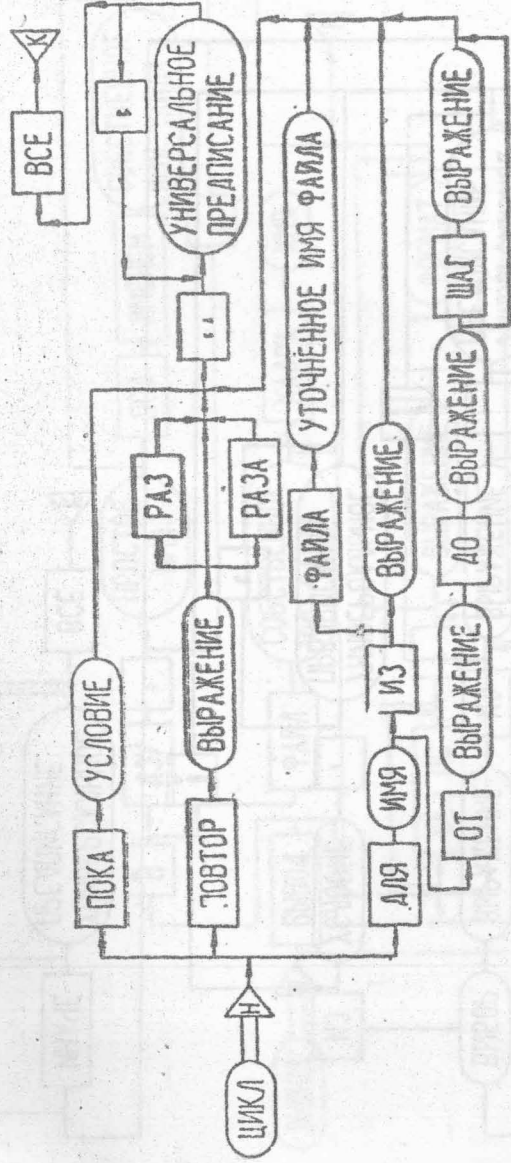 ЦИКЛ
Н
ПОКА
УСЛОВИЕ
ПОВТОР
ВЫРАЖЕНИЕ
РАЗ
РАЗА
ДЛЯ
ИМЯ
ИЗ
ФАЙЛА
УТОЧНЕННОЕ ИМЯ ФАЙЛА
ВЫРАЖЕНИЕ
ОТ
ВЫРАЖЕНИЕ
ДО
ВЫРАЖЕНИЕ
ШАГ
ВЫРАЖЕНИЕ
УНИВЕРСАЛЬНОЕ
ПРЕДПИСАНИЕ
ВСЕ
К